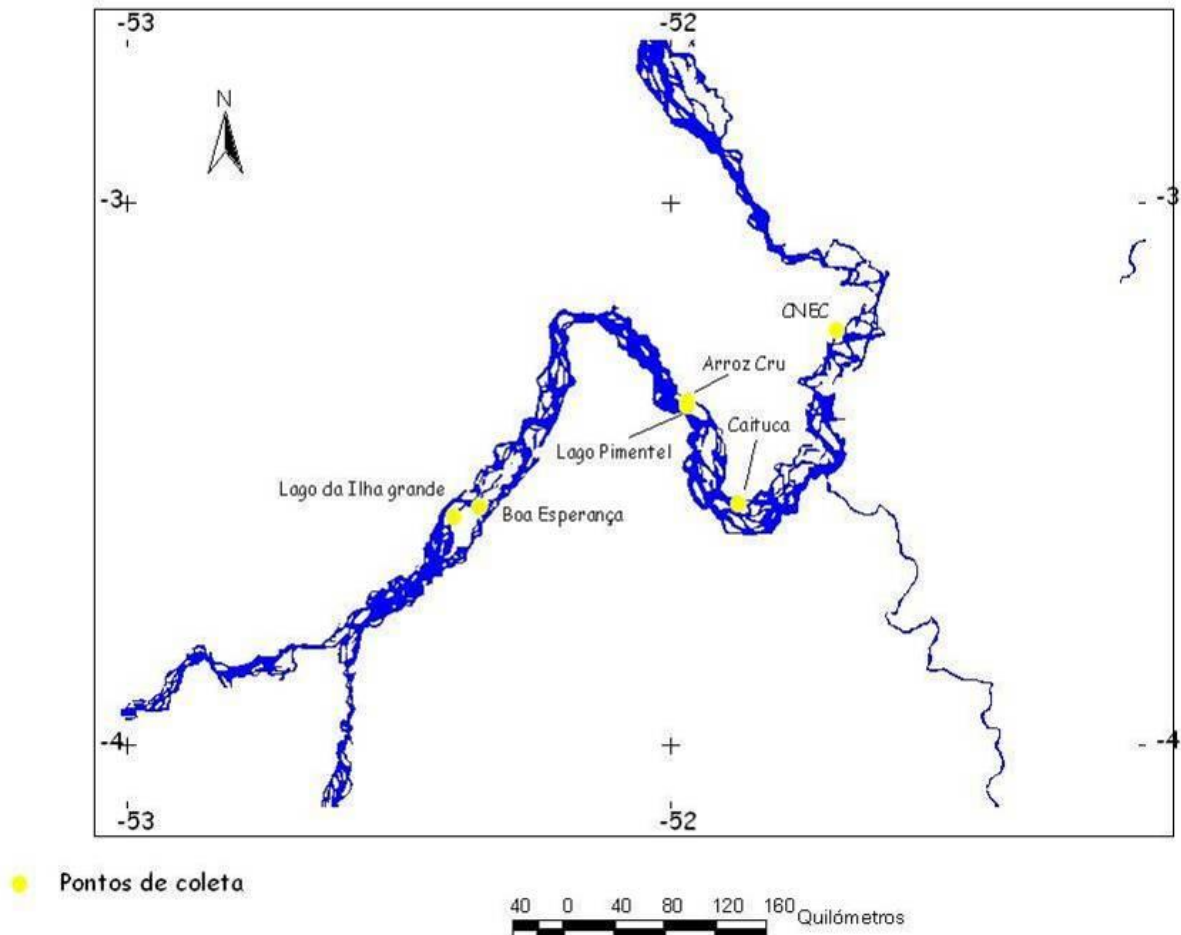 -53 -52
N
-3 -3
CNEC
Arroz Cru
Lago Pimentel
Caituca
Lago da Ilha grande
Boa Esperança
-4 -4
-53 -52
Pontos de coleta
40 0 40 80 120 160 Quilómetros